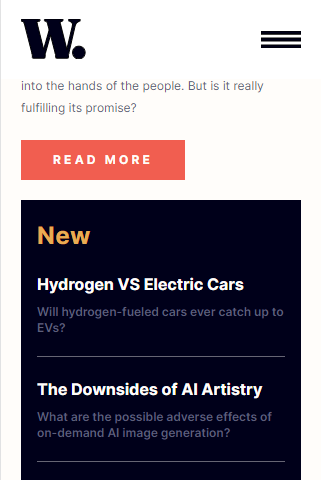 W.
into the hands of the people. But is it really
fulfilling its promise?
READ MORE
New
Hydrogen VS Electric Cars
Will hydrogen-fueled cars ever catch up to
EVs?
The Downsides of AI Artistry
What are the possible adverse effects of
on-demand AI image generation?